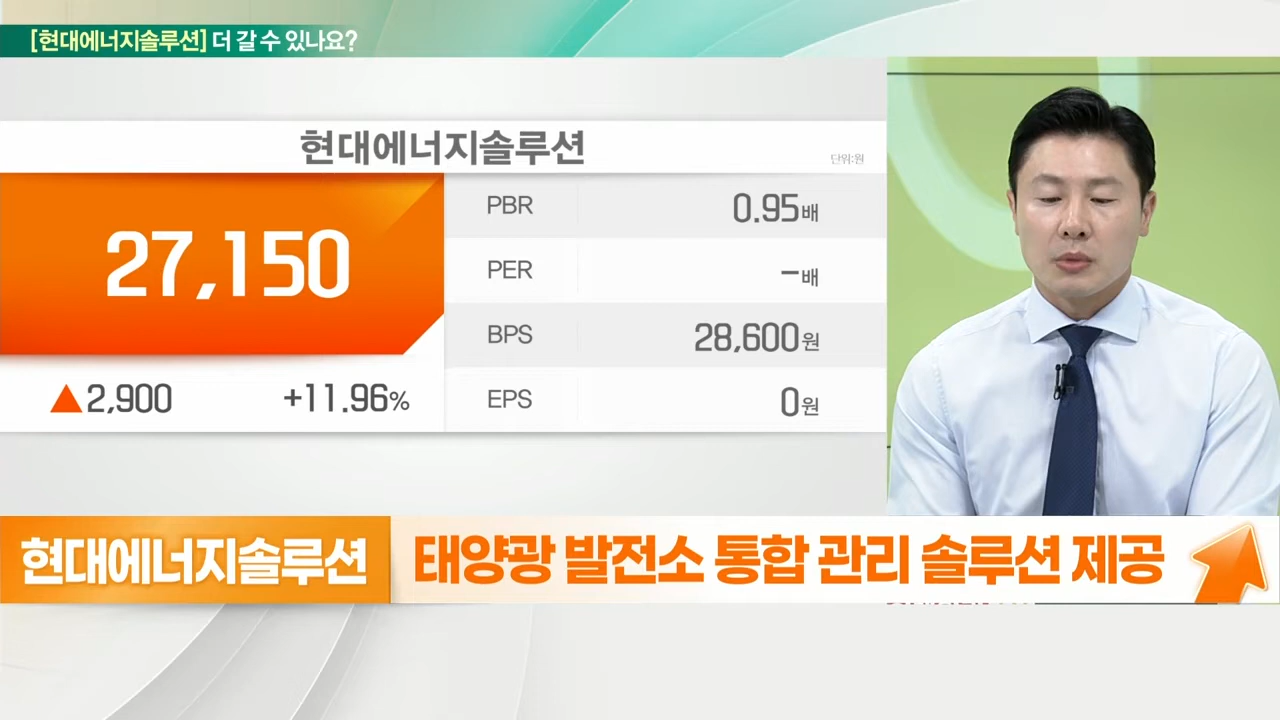 [현대에너지솔루션] 더 갈 수 있나요?
현대에너지솔루션
단위:원
27,150
▲2,900 +11.96%
PBR 0.95배
PER -배
BPS 28,600원
EPS 0원
현대에너지솔루션 태양광 발전소 통합 관리 솔루션 제공